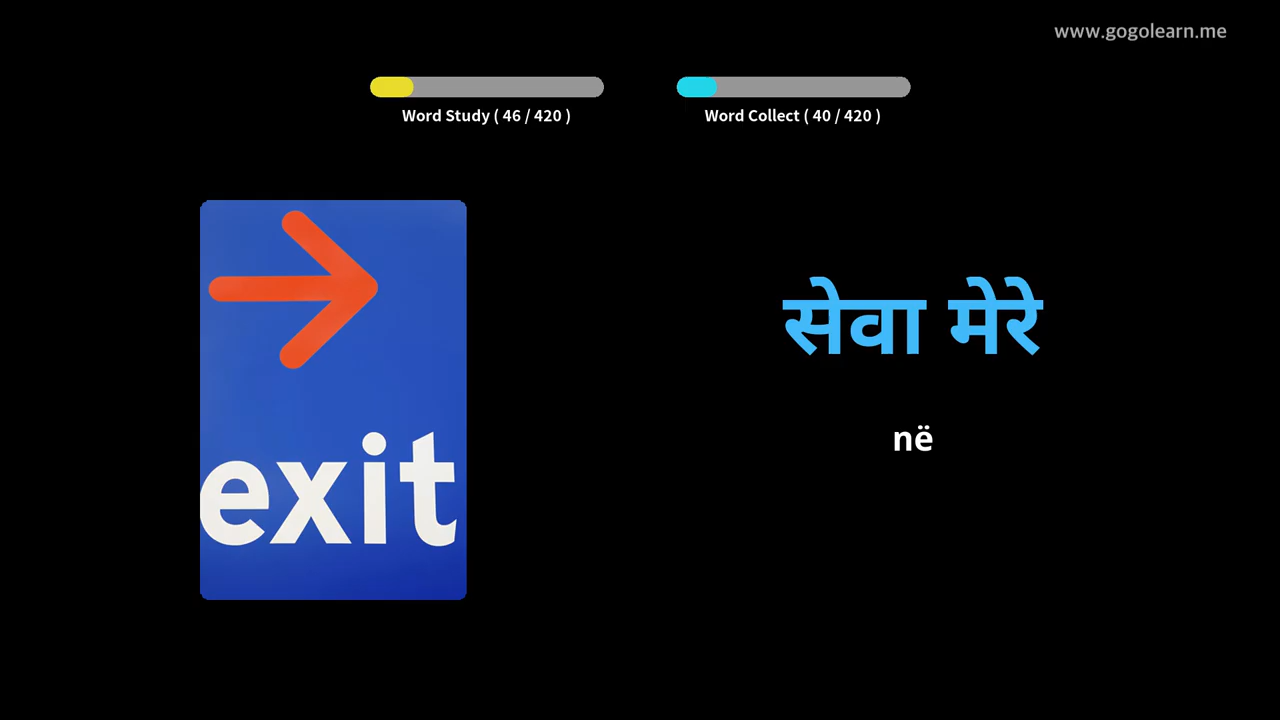 www.gogolearn.me
Word Study ( 46 / 420 )
Word Collect ( 40 / 420 )
exit
सेवा मेरे
në